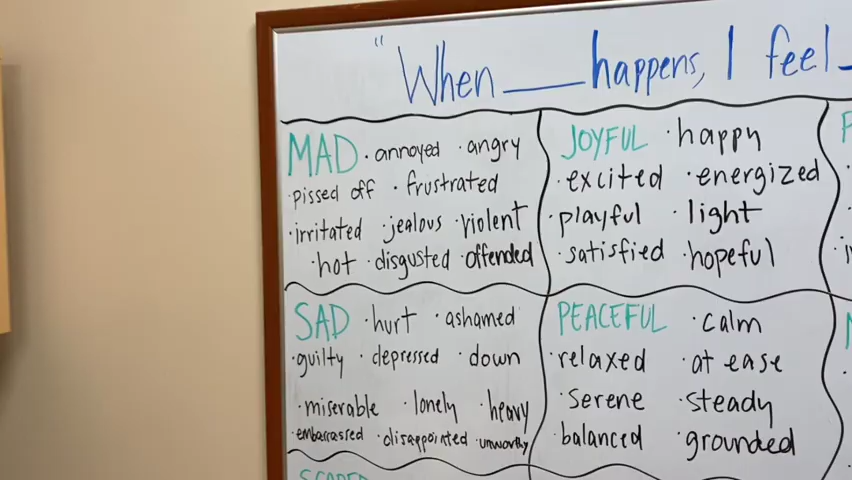 "When ___ happens, I feel _
MAD · annoyed · angry
· pissed off · frustrated
· irritated · jealous · violent
· hot · disgusted · offended
JOYFUL · happy
· excited · energized
· playful · light
· satisfied · hopeful
SAD · hurt · ashamed
· guilty · depressed · down
· miserable · lonely · heavy
· embarrassed · disappointed · unworthy
PEACEFUL · calm
· relaxed · at ease
· serene · steady
· balanced · grounded
SCARED